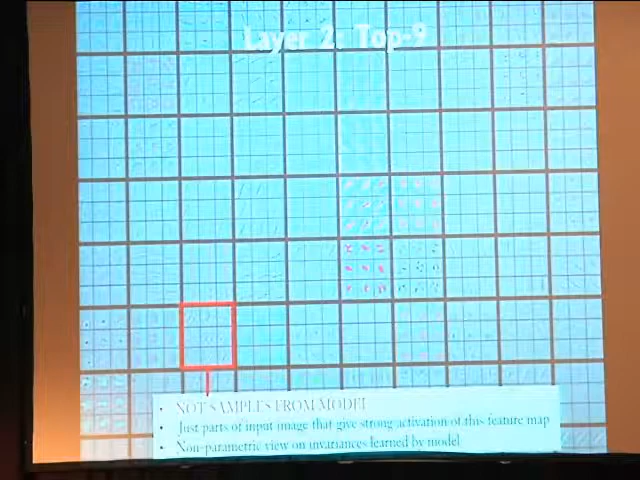 Layer 2: Top-9
• NOT SAMPLES FROM MODEL
• Just parts of input image that give strong activation of this feature map
• Non-parametric view on invariances learned by model